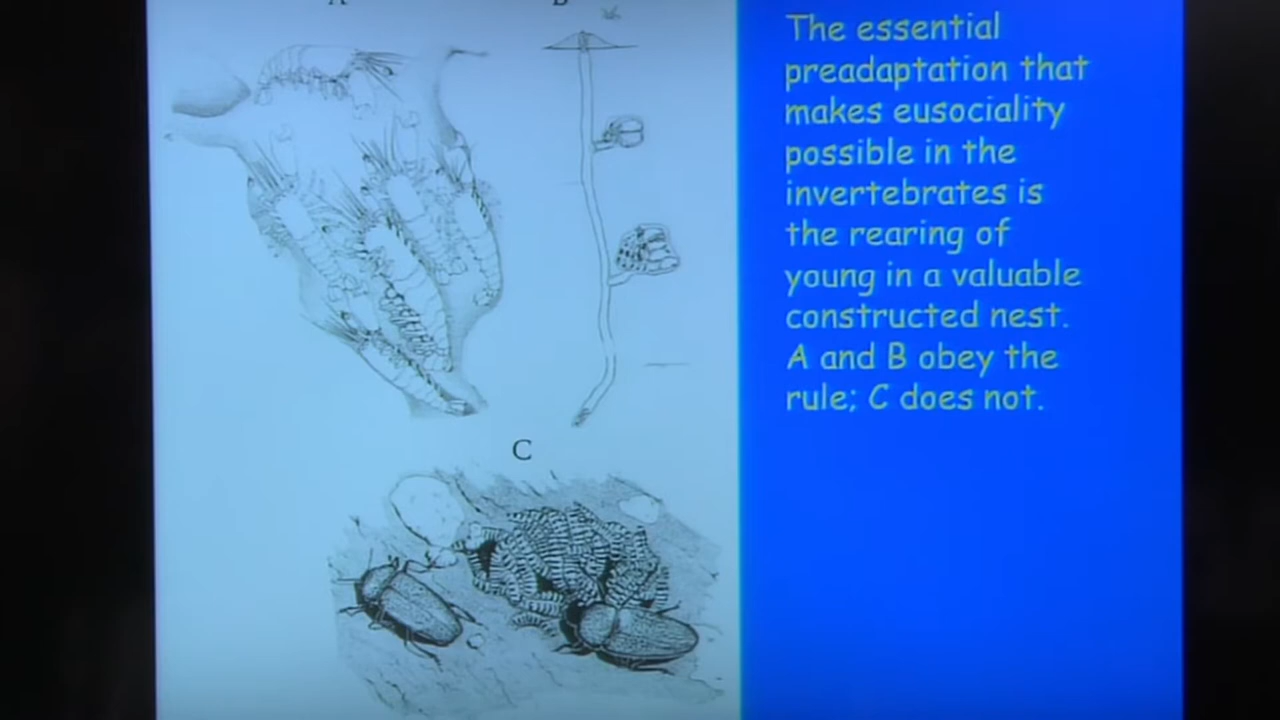 A B
The essential
preadaptation that
makes eusociality
possible in the
invertebrates is
the rearing of
young in a valuable
constructed nest.
A and B obey the
rule; C does not.
C